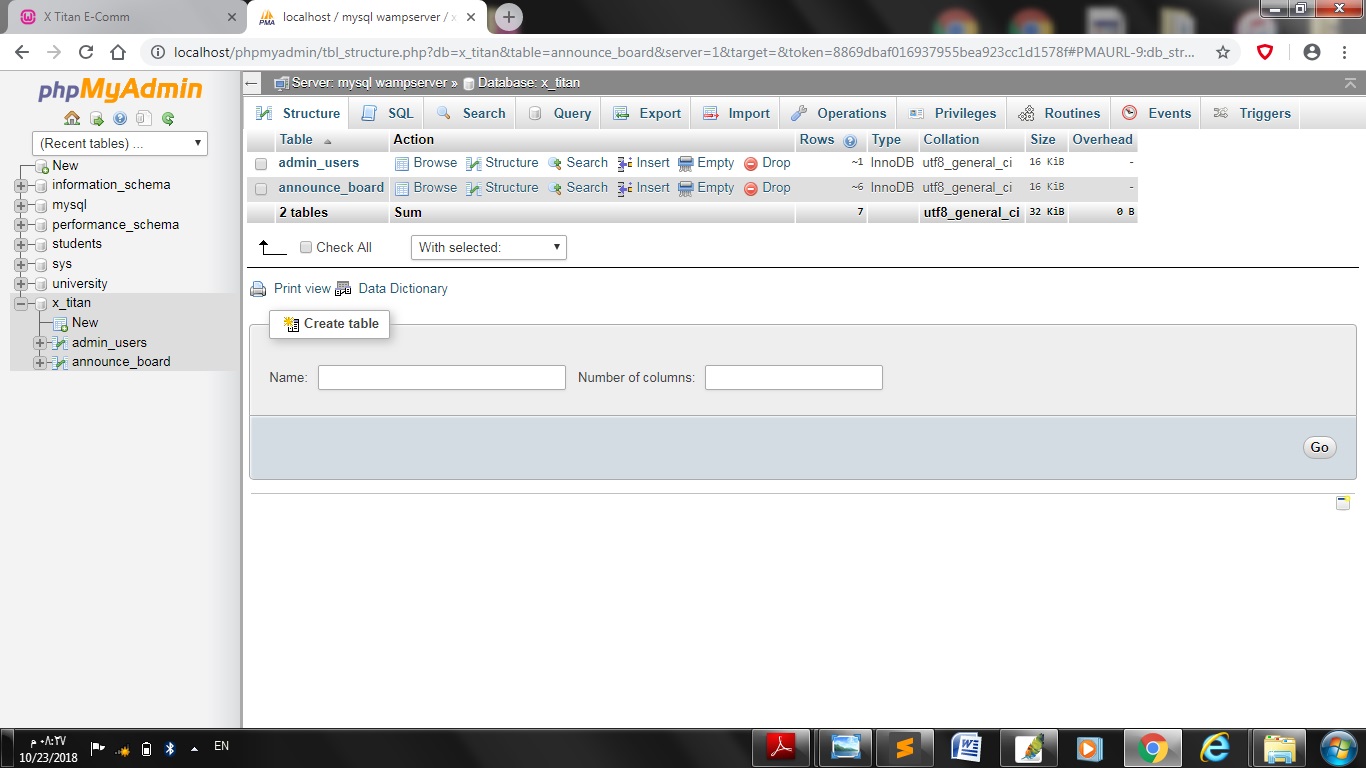 X Titan E-Comm
localhost / mysql wampserver / x
localhost/phpmyadmin/tbl_structure.php?db=x_titan&table=announce_board&server=1&target=&token=8869dbaf016937955bea923cc1d1578f#PMAURL-9:db_str...
phpMyAdmin
(Recent tables) ...
New
information_schema
mysql
performance_schema
students
sys
university
x_titan
New
admin_users
announce_board
Server: mysql wampserver » Database: x_titan
Structure SQL Search Query Export Import Operations Privileges Routines Events Triggers
Table Action Rows Type Collation Size Overhead
admin_users Browse Structure Search Insert Empty Drop ~1 InnoDB utf8_general_ci 16 KiB -
announce_board Browse Structure Search Insert Empty Drop ~6 InnoDB utf8_general_ci 16 KiB -
2 tables Sum 7 utf8_general_ci 32 KiB 0 B
Check All With selected:
Print view Data Dictionary
Create table
Name: Number of columns:
Go
٠٨:٢٧ م
10/23/2018
EN